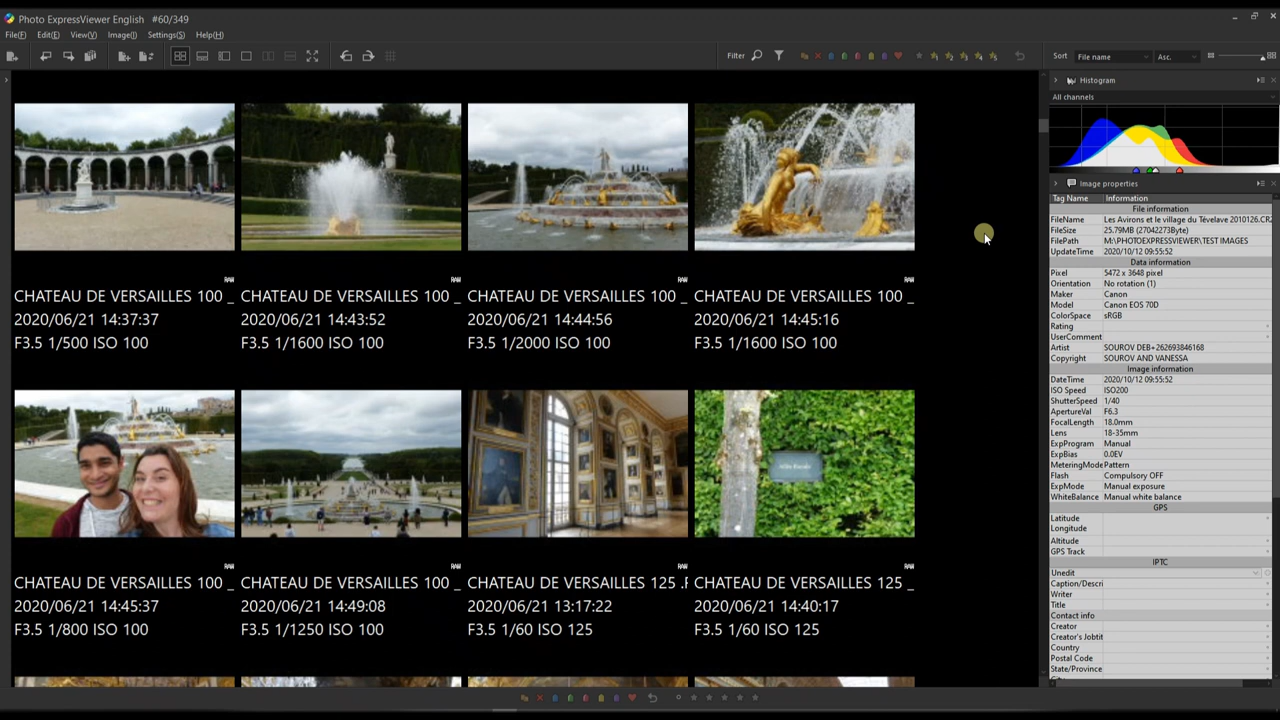 Photo ExpressViewer English #60/349
File(F) Edit(E) View(V) Image(I) Settings(S) Help(H)
Filter
Sort File name Asc.
Histogram
All channels
RAW RAW RAW RAW
CHATEAU DE VERSAILLES 100 _ CHATEAU DE VERSAILLES 100 _ CHATEAU DE VERSAILLES 100 _ CHATEAU DE VERSAILLES 100 _
2020/06/21 14:37:37 2020/06/21 14:43:52 2020/06/21 14:44:56 2020/06/21 14:45:16
F3.5 1/500 ISO 100 F3.5 1/1600 ISO 100 F3.5 1/2000 ISO 100 F3.5 1/1600 ISO 100
RAW RAW RAW RAW
CHATEAU DE VERSAILLES 100 _ CHATEAU DE VERSAILLES 100 _ CHATEAU DE VERSAILLES 125 .F CHATEAU DE VERSAILLES 125 _
2020/06/21 14:45:37 2020/06/21 14:49:08 2020/06/21 13:17:22 2020/06/21 14:40:17
F3.5 1/800 ISO 100 F3.5 1/1250 ISO 100 F3.5 1/60 ISO 125 F3.5 1/60 ISO 125
Image properties
Tag Name Information
File information
FileName Les Avirons et le village du Tévelave 2010126.CR2
FileSize 25.79MB (27042273Byte)
FilePath M:\PHOTOEXPRESSVIEWER\TEST IMAGES
UpdateTime 2020/10/12 09:55:52
Data information
Pixel 5472 x 3648 pixel
Orientation No rotation (1)
Maker Canon
Model Canon EOS 70D
ColorSpace sRGB
Rating
UserComment
Artist SOUROV DEB+262693846168
Copyright SOUROV AND VANESSA
Image information
DateTime 2020/10/12 09:55:52
ISO Speed ISO200
ShutterSpeed 1/40
ApertureVal F6.3
FocalLength 18.0mm
Lens 18-35mm
ExpProgram Manual
ExpBias 0.0EV
MeteringMode Pattern
Flash Compulsory OFF
ExpMode Manual exposure
WhiteBalance Manual white balance
GPS
Latitude
Longitude
Altitude
GPS Track
IPTC
Unedit
Caption/Descri
Writer
Title
Contact info
Creator
Creator's Jobtit
Country
Postal Code
State/Province